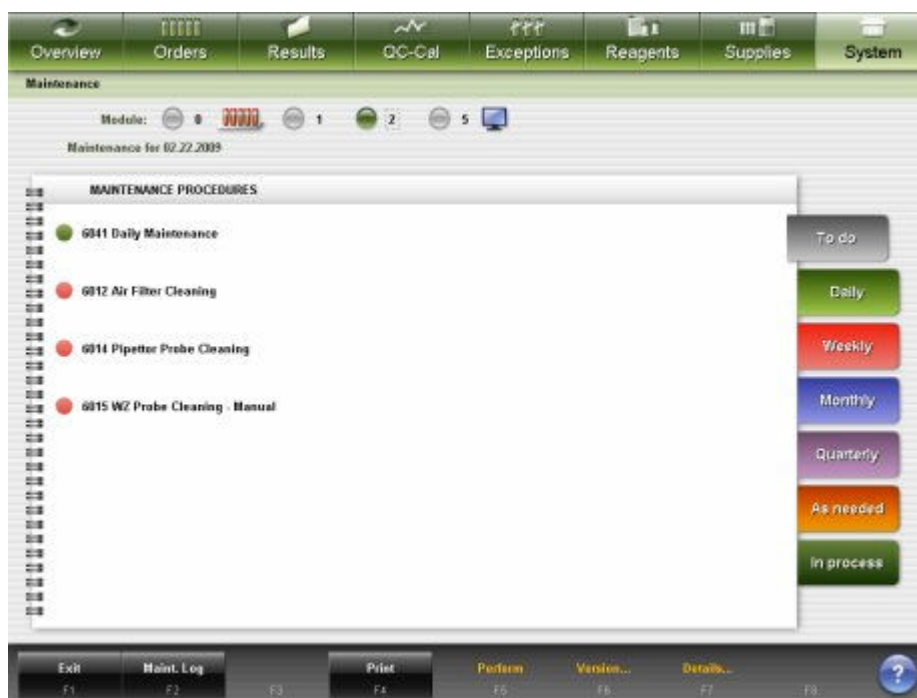 Overview Orders Results QC-Cal Exceptions Reagents Supplies System
Maintenance
Module: 0 1 2 5
Maintenance for 02.22.2009
MAINTENANCE PROCEDURES
6041 Daily Maintenance
6012 Air Filter Cleaning
6014 Pipettor Probe Cleaning
6015 WZ Probe Cleaning - Manual
To do
Daily
Weekly
Monthly
Quarterly
As needed
In process
Exit Maint. Log Print Perform Version... Details... ?
F1 F2 F3 F4 F5 F6 F7 F8